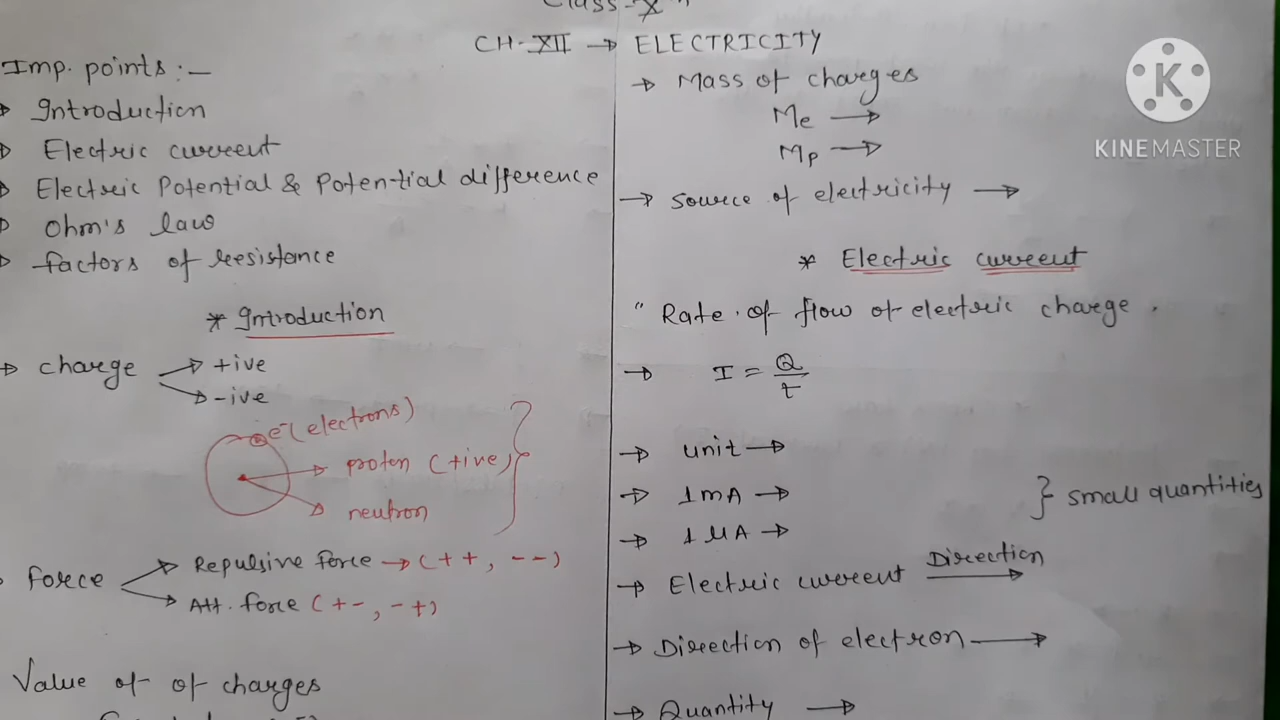 Class-Xth
CH-XII → ELECTRICITY
Imp. points :-
Introduction
Electric current
Electric Potential & Potential difference
Ohm's law
factors of resistance
* Introduction
→ charge → +ive
→ -ive
e-(electrons)
proton (+ive)
neutron
force → Repulsive force → (++, --)
→ Att. force (+-, -+)
Value of of charges
→ Mass of charges
Me →
Mp →
→ source of electricity →
* Electric current
" Rate of flow of electric charge .
→ I = Q/t
→ unit →
→ 1mA →
→ 1μA →
} small quantities
→ Electric current Direction →
→ Direction of electron →
→ Quantity →
K
KINEMASTER